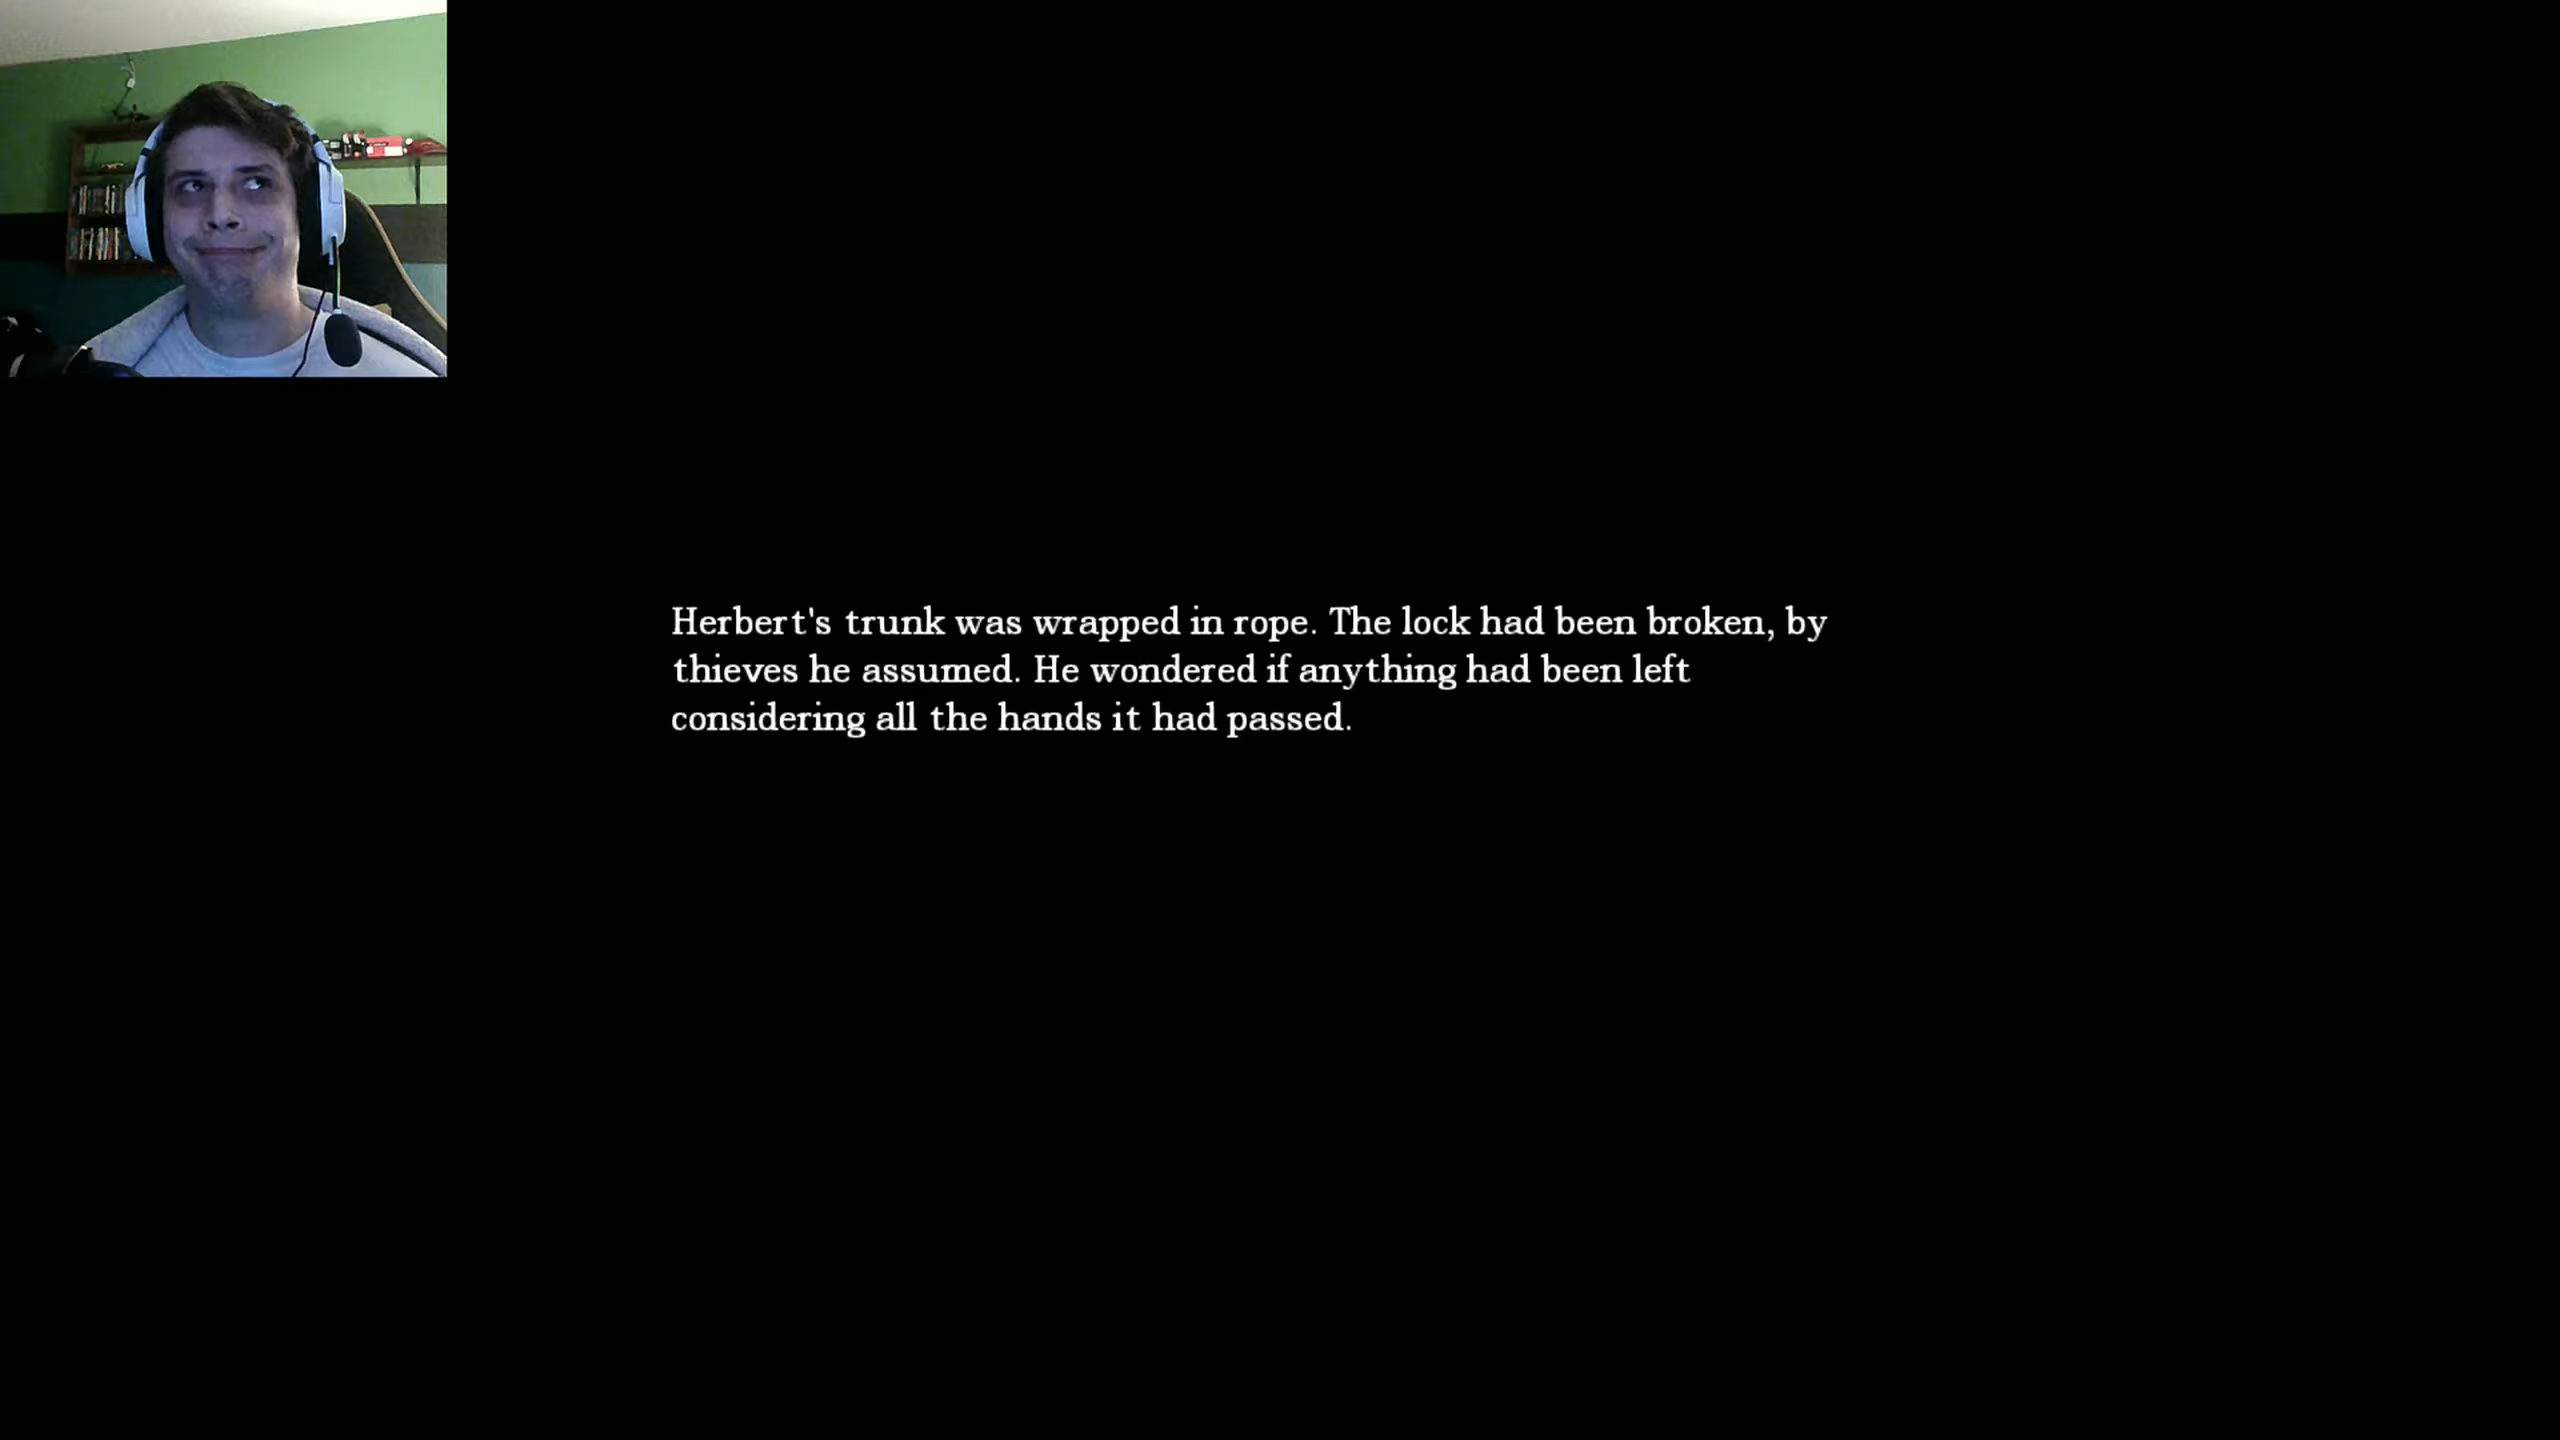 Herbert's trunk was wrapped in rope. The lock had been broken, by
thieves he assumed. He wondered if anything had been left
considering all the hands it had passed.